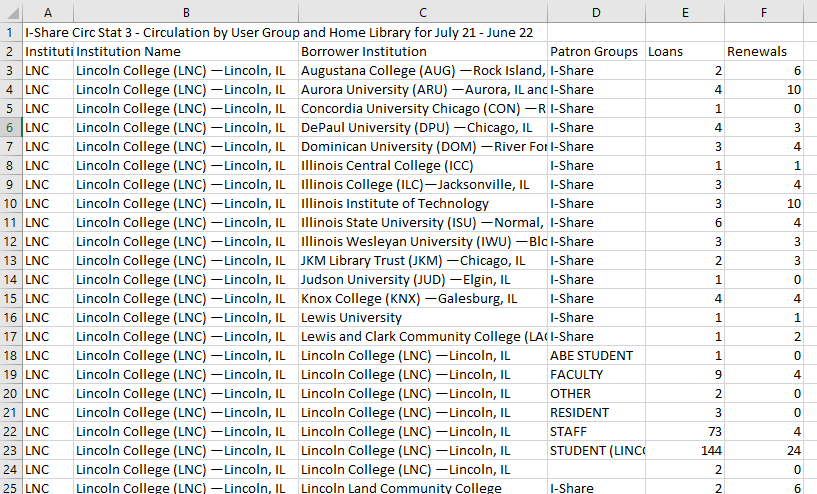 A B C D E F
1 I-Share Circ Stat 3 - Circulation by User Group and Home Library for July 21 - June 22
2 Instituti Institution Name Borrower Institution Patron Groups Loans Renewals
3 LNC Lincoln College (LNC) —Lincoln, IL Augustana College (AUG) —Rock Island, I-Share 2 6
4 LNC Lincoln College (LNC) —Lincoln, IL Aurora University (ARU) —Aurora, IL and I-Share 4 10
5 LNC Lincoln College (LNC) —Lincoln, IL Concordia University Chicago (CON) —R I-Share 1 0
6 LNC Lincoln College (LNC) —Lincoln, IL DePaul University (DPU) —Chicago, IL I-Share 4 3
7 LNC Lincoln College (LNC) —Lincoln, IL Dominican University (DOM) —River For I-Share 3 4
8 LNC Lincoln College (LNC) —Lincoln, IL Illinois Central College (ICC) I-Share 1 1
9 LNC Lincoln College (LNC) —Lincoln, IL Illinois College (ILC)—Jacksonville, IL I-Share 3 4
10 LNC Lincoln College (LNC) —Lincoln, IL Illinois Institute of Technology I-Share 3 10
11 LNC Lincoln College (LNC) —Lincoln, IL Illinois State University (ISU) —Normal, I-Share 6 4
12 LNC Lincoln College (LNC) —Lincoln, IL Illinois Wesleyan University (IWU) —Blo I-Share 3 3
13 LNC Lincoln College (LNC) —Lincoln, IL JKM Library Trust (JKM) —Chicago, IL I-Share 2 3
14 LNC Lincoln College (LNC) —Lincoln, IL Judson University (JUD) —Elgin, IL I-Share 1 0
15 LNC Lincoln College (LNC) —Lincoln, IL Knox College (KNX) —Galesburg, IL I-Share 4 4
16 LNC Lincoln College (LNC) —Lincoln, IL Lewis University I-Share 1 1
17 LNC Lincoln College (LNC) —Lincoln, IL Lewis and Clark Community College (LAC I-Share 1 2
18 LNC Lincoln College (LNC) —Lincoln, IL Lincoln College (LNC) —Lincoln, IL ABE STUDENT 1 0
19 LNC Lincoln College (LNC) —Lincoln, IL Lincoln College (LNC) —Lincoln, IL FACULTY 9 4
20 LNC Lincoln College (LNC) —Lincoln, IL Lincoln College (LNC) —Lincoln, IL OTHER 2 0
21 LNC Lincoln College (LNC) —Lincoln, IL Lincoln College (LNC) —Lincoln, IL RESIDENT 3 0
22 LNC Lincoln College (LNC) —Lincoln, IL Lincoln College (LNC) —Lincoln, IL STAFF 73 4
23 LNC Lincoln College (LNC) —Lincoln, IL Lincoln College (LNC) —Lincoln, IL STUDENT (LINCO 144 24
24 LNC Lincoln College (LNC) —Lincoln, IL Lincoln College (LNC) —Lincoln, IL 2 0
25 LNC Lincoln College (LNC) —Lincoln, IL Lincoln Land Community College I-Share 2 6